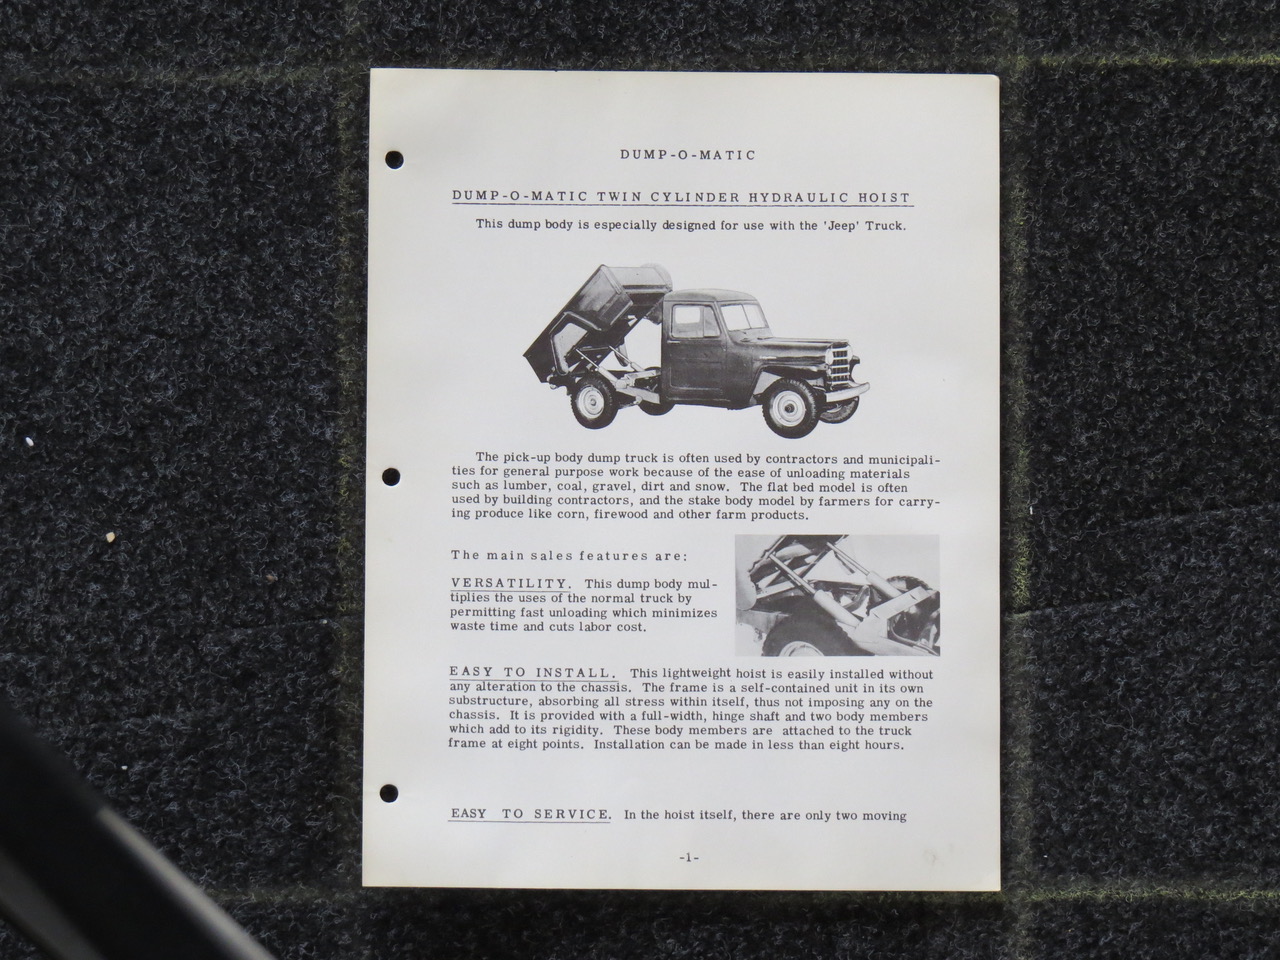 DUMP-O-MATIC
DUMP-O-MATIC TWIN CYLINDER HYDRAULIC HOIST
This dump body is especially designed for use with the 'Jeep' Truck.
The pick-up body dump truck is often used by contractors and municipali-
ties for general purpose work because of the ease of unloading materials
such as lumber, coal, gravel, dirt and snow. The flat bed model is often
used by building contractors, and the stake body model by farmers for carry-
ing produce like corn, firewood and other farm products.
The main sales features are:
VERSATILITY. This dump body mul-
tiplies the uses of the normal truck by
permitting fast unloading which minimizes
waste time and cuts labor cost.
EASY TO INSTALL. This lightweight hoist is easily installed without
any alteration to the chassis. The frame is a self-contained unit in its own
substructure, absorbing all stress within itself, thus not imposing any on the
chassis. It is provided with a full-width, hinge shaft and two body members
which add to its rigidity. These body members are attached to the truck
frame at eight points. Installation can be made in less than eight hours.
EASY TO SERVICE. In the hoist itself, there are only two moving
-1-